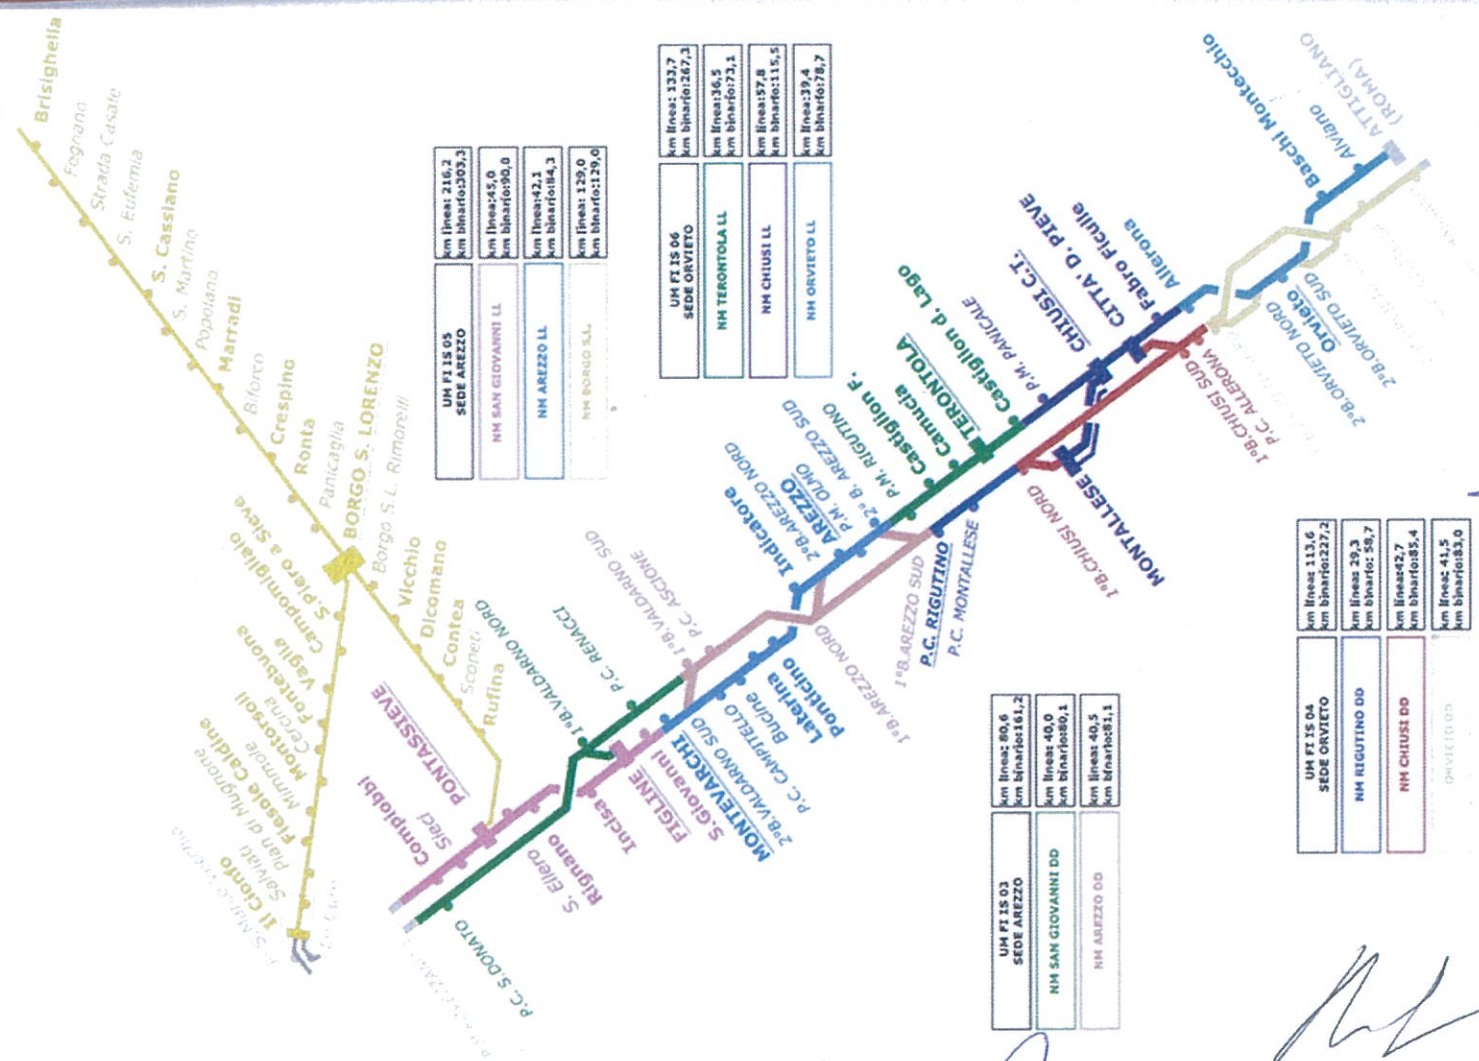 Brisighella
Fognano
Strada Casale
S. Eufemia
S. Cassiano
S. Martino
Popolano
Marradi
Biforco
Crespino
Ronta
Panicaglia
BORGO S. LORENZO
Borgo S.L. Rimorelli
Vicchio
Dicomano
Contea
Scopeti
Rufina
S.Piero a Sieve
Campomigliaio
Vaglia
Fontebuona
Cercina
Montorsoli
Mimmole
Fiesole Caldine
Pian di Mugnone
Salviati
Il Cionfo
PONTASSIEVE
Sieci
Compiobbi
P.C. S.DONATO
S. Ellero
Rignano
Incisa
FIGLINE
S.Giovanni
MONTEVARCHI
2°B.VALDARNO SUD
P.C. CAMPITELLO
Bucine
Laterina
Ponticino
1°B.VALDARNO NORD
P.C. RENACCI
1°B.VALDARNO SUD
P.C. ASCIONE
1°B.AREZZO NORD
1°B.AREZZO SUD
P.C. RIGUTINO
P.C. MONTALLESE
Indicatore
2°B.AREZZO NORD
AREZZO
P.M. OLMO
2° B. AREZZO SUD
P.M. RIGUTINO
Castiglion F.
Camucia
TERONTOLA
Castiglion d. Lago
P.M. PANICALE
CHIUSI C.T.
CITTA' D. PIEVE
Fabro Ficulle
Allerona
1°B.CHIUSI NORD
MONTALLESE
1°B.CHIUSI SUD
P.C. ALLERONA
2°B.ORVIETO NORD
Orvieto
2°B.ORVIETO SUD
Baschi Montecchio
Alviano
ATTIGLIANO
(ROMA)
UM FI IS 05
SEDE AREZZO
km linea: 216,2
km binario:303,3
NM SAN GIOVANNI LL
km linea:45,0
km binario:90,0
NM AREZZO LL
km linea:42,1
km binario:84,3
NM BORGO S.L.
km linea: 129,0
km binario:129,0
UM FI IS 06
SEDE ORVIETO
km linea: 133,7
km binario:267,3
NM TERONTOLA LL
km linea:36,5
km binario:73,1
NM CHIUSI LL
km linea:57,8
km binario:115,5
NM ORVIETO LL
km linea:39,4
km binario:78,7
UM FI IS 03
SEDE AREZZO
km linea: 80,6
km binario:161,2
NM SAN GIOVANNI DD
km linea: 40,0
km binario:80,1
NM AREZZO DD
km linea: 40,5
km binario:81,1
UM FI IS 04
SEDE ORVIETO
km linea: 113,6
km binario:227,2
NM RIGUTINO DD
km linea: 29,3
km binario: 58,7
NM CHIUSI DD
km linea:42,7
km binario:85,4
ORVIETO DD
km linea: 41,5
km binario:83,0